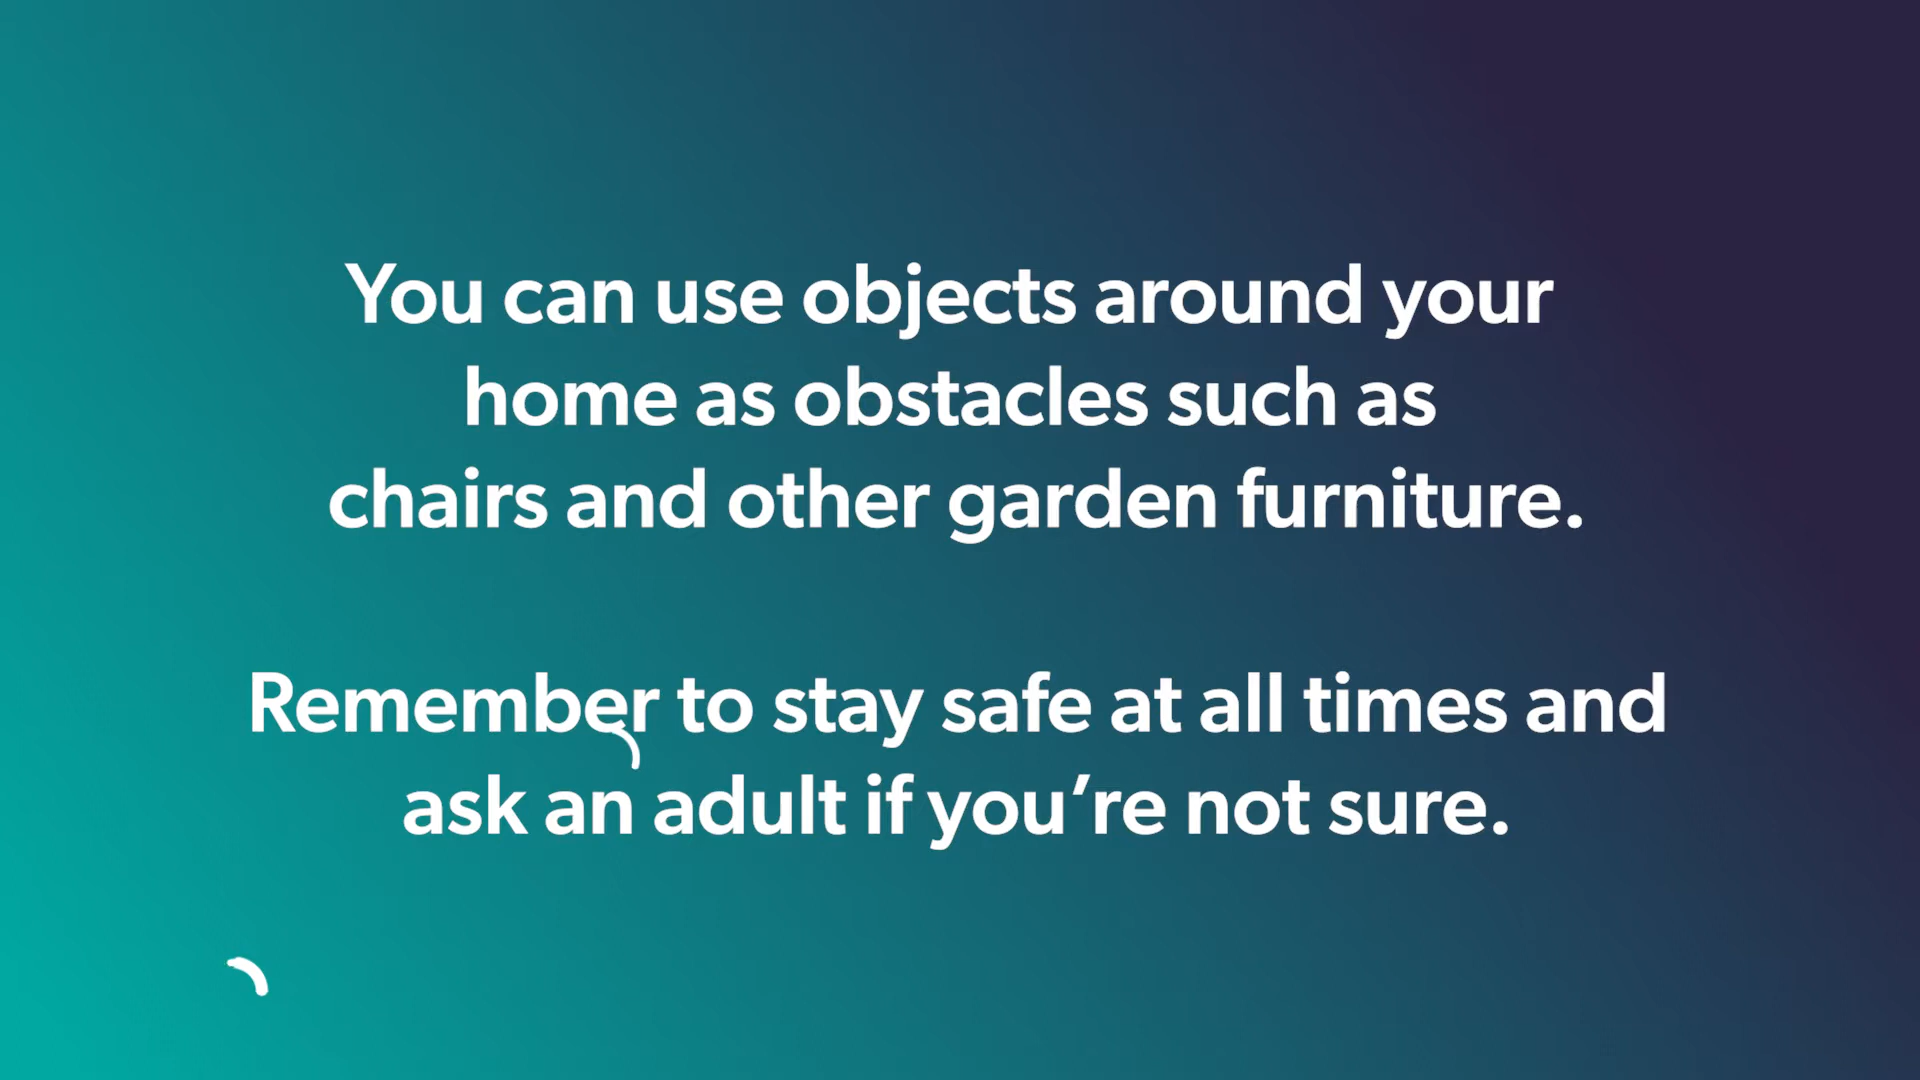 You can use objects around your
home as obstacles such as
chairs and other garden furniture.
Remember to stay safe at all times and
ask an adult if you’re not sure.